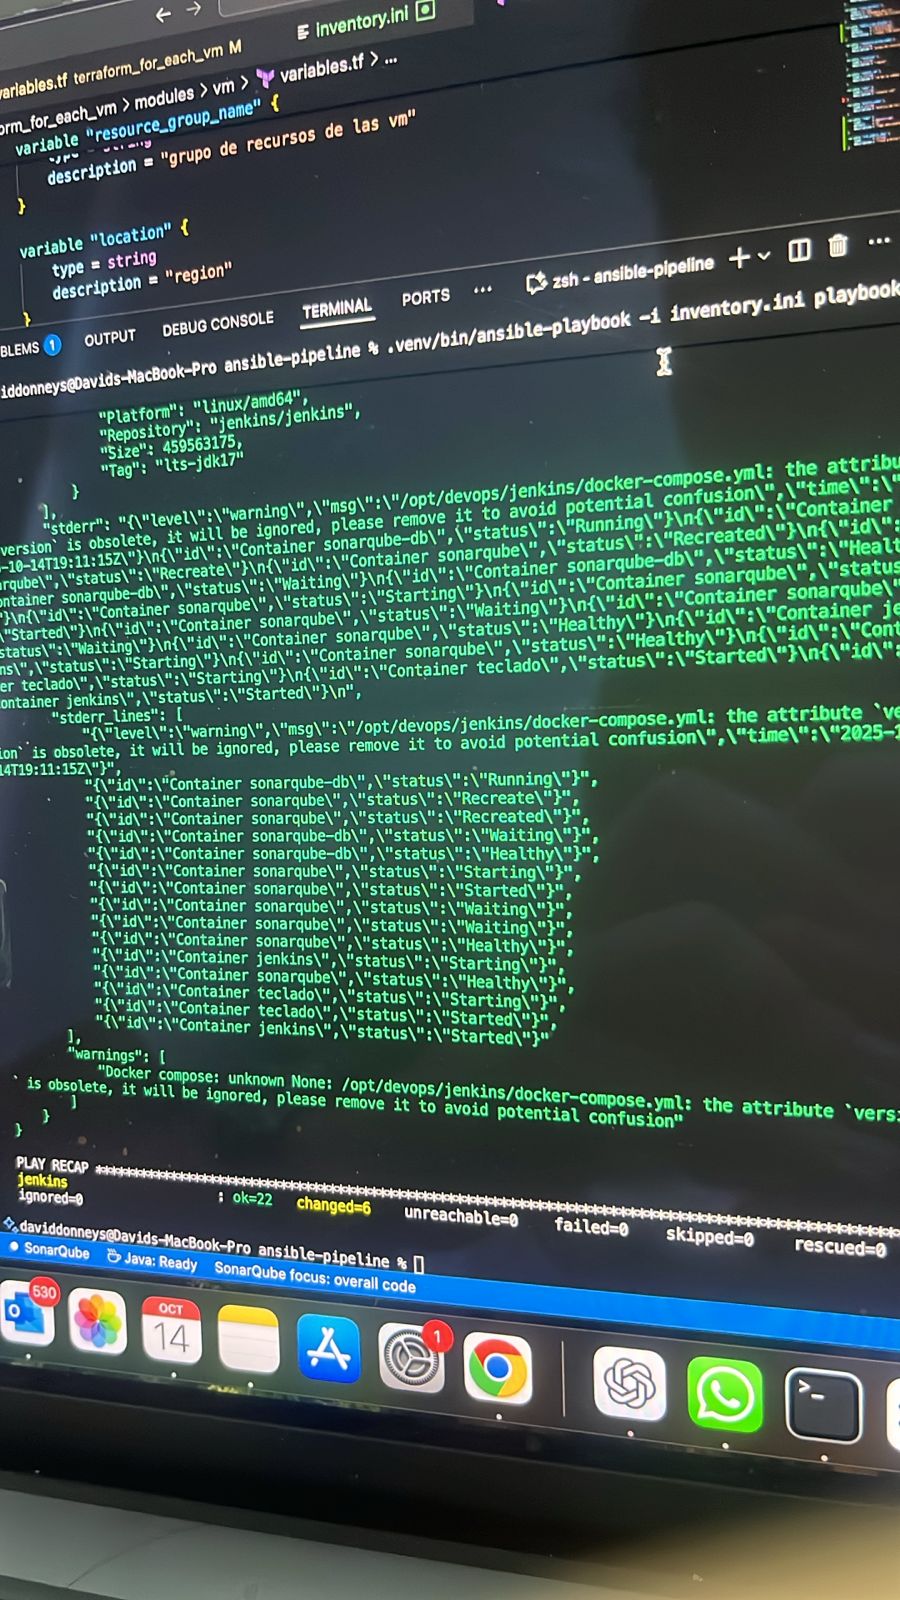 ← →
variables.tf terraform_for_each_vm M
inventory.ini
orm_for_each_vm > modules > vm > variables.tf > ...
variable "resource_group_name" {
description = "grupo de recursos de las vm"
}
variable "location" {
type = string
description = "region"
}
BLEMS 1 OUTPUT DEBUG CONSOLE TERMINAL PORTS ... zsh - ansible-pipeline + ...
iddonneys@Davids-MacBook-Pro ansible-pipeline % .venv/bin/ansible-playbook -i inventory.ini playbook
"Platform": "linux/amd64",
"Repository": "jenkins/jenkins",
"Size": 459563175,
"Tag": "lts-jdk17"
}
],
"stderr": "{\"level\":\"warning\",\"msg\":\"/opt/devops/jenkins/docker-compose.yml: the attribu
version` is obsolete, it will be ignored, please remove it to avoid potential confusion\",\"time\":\"
-10-14T19:11:15Z\"}\n{\"id\":\"Container sonarqube-db\",\"status\":\"Running\"}\n{\"id\":\"Container
rqube\",\"status\":\"Recreate\"}\n{\"id\":\"Container sonarqube\",\"status\":\"Recreated\"}\n{\"id\":
ontainer sonarqube-db\",\"status\":\"Waiting\"}\n{\"id\":\"Container sonarqube-db\",\"status\":\"Healt
"}\n{\"id\":\"Container sonarqube\",\"status\":\"Starting\"}\n{\"id\":\"Container sonarqube\",\"status
\"Started\"}\n{\"id\":\"Container sonarqube\",\"status\":\"Waiting\"}\n{\"id\":\"Container sonarqube\"
status\":\"Waiting\"}\n{\"id\":\"Container sonarqube\",\"status\":\"Healthy\"}\n{\"id\":\"Container je
ns\",\"status\":\"Starting\"}\n{\"id\":\"Container sonarqube\",\"status\":\"Healthy\"}\n{\"id\":\"Cont
er teclado\",\"status\":\"Starting\"}\n{\"id\":\"Container teclado\",\"status\":\"Started\"}\n{\"id\":
ontainer jenkins\",\"status\":\"Started\"}\n",
"stderr_lines": [
"{\"level\":\"warning\",\"msg\":\"/opt/devops/jenkins/docker-compose.yml: the attribute `ve
ion` is obsolete, it will be ignored, please remove it to avoid potential confusion\",\"time\":\"2025-1
14T19:11:15Z\"}",
"{\"id\":\"Container sonarqube-db\",\"status\":\"Running\"}",
"{\"id\":\"Container sonarqube\",\"status\":\"Recreate\"}",
"{\"id\":\"Container sonarqube\",\"status\":\"Recreated\"}",
"{\"id\":\"Container sonarqube-db\",\"status\":\"Waiting\"}",
"{\"id\":\"Container sonarqube-db\",\"status\":\"Healthy\"}",
"{\"id\":\"Container sonarqube\",\"status\":\"Starting\"}",
"{\"id\":\"Container sonarqube\",\"status\":\"Started\"}",
"{\"id\":\"Container sonarqube\",\"status\":\"Waiting\"}",
"{\"id\":\"Container sonarqube\",\"status\":\"Waiting\"}",
"{\"id\":\"Container sonarqube\",\"status\":\"Healthy\"}",
"{\"id\":\"Container jenkins\",\"status\":\"Starting\"}",
"{\"id\":\"Container sonarqube\",\"status\":\"Healthy\"}",
"{\"id\":\"Container teclado\",\"status\":\"Starting\"}",
"{\"id\":\"Container teclado\",\"status\":\"Started\"}",
"{\"id\":\"Container jenkins\",\"status\":\"Started\"}"
],
"warnings": [
"Docker compose: unknown None: /opt/devops/jenkins/docker-compose.yml: the attribute `vers
` is obsolete, it will be ignored, please remove it to avoid potential confusion"
]
}
}
PLAY RECAP ****************************************************************
jenkins : ok=22 changed=6 unreachable=0 failed=0 skipped=0 rescued=0
ignored=0
daviddonneys@Davids-MacBook-Pro ansible-pipeline %
SonarQube Java: Ready SonarQube focus: overall code
530
OCT
14
1
>_